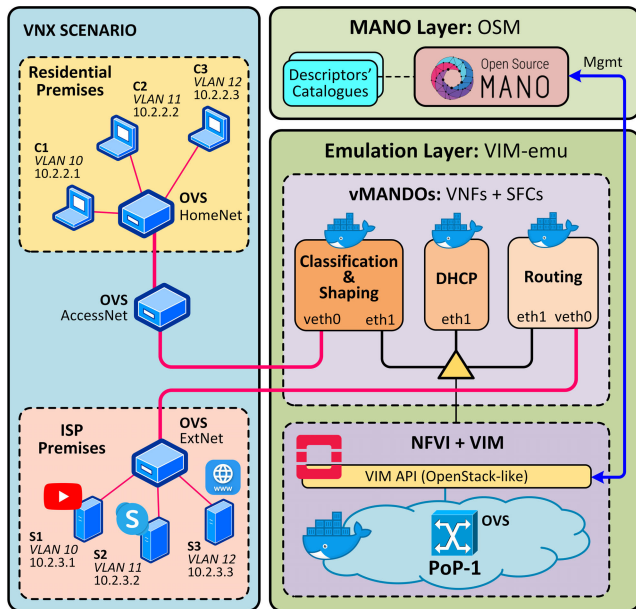 VNX SCENARIO
Residential
Premises
C1
VLAN 10
10.2.2.1
C2
VLAN 11
10.2.2.2
C3
VLAN 12
10.2.2.3
OVS
HomeNet
OVS
AccessNet
ISP
Premises
OVS
ExtNet
WWW
S
S1
VLAN 10
10.2.3.1
S2
VLAN 11
10.2.3.2
S3
VLAN 12
10.2.3.3
MANO Layer: OSM
Descriptors’
Catalogues
Open Source
MANO
Mgmt
Emulation Layer: VIM-emu
vMANDOs: VNFs + SFCs
Classification
&
Shaping
veth0 eth1
DHCP
eth1
Routing
eth1 veth0
NFVI + VIM
VIM API (OpenStack-like)
OVS
PoP-1